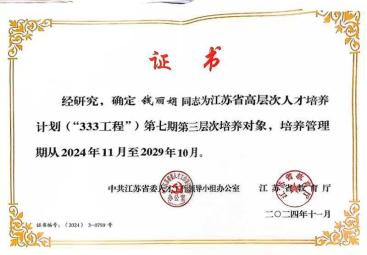 证书
经研究，确定 钱丽娟 同志为江苏省高层次人才培养
计划（“333工程”）第七期第三层次培养对象，培养管理
期从2024年11月至2029年10月。
中共江苏省委人才工作领导小组办公室 江苏省教育厅
二〇二四年十一月
证书编号：（2024） 3-0759 号